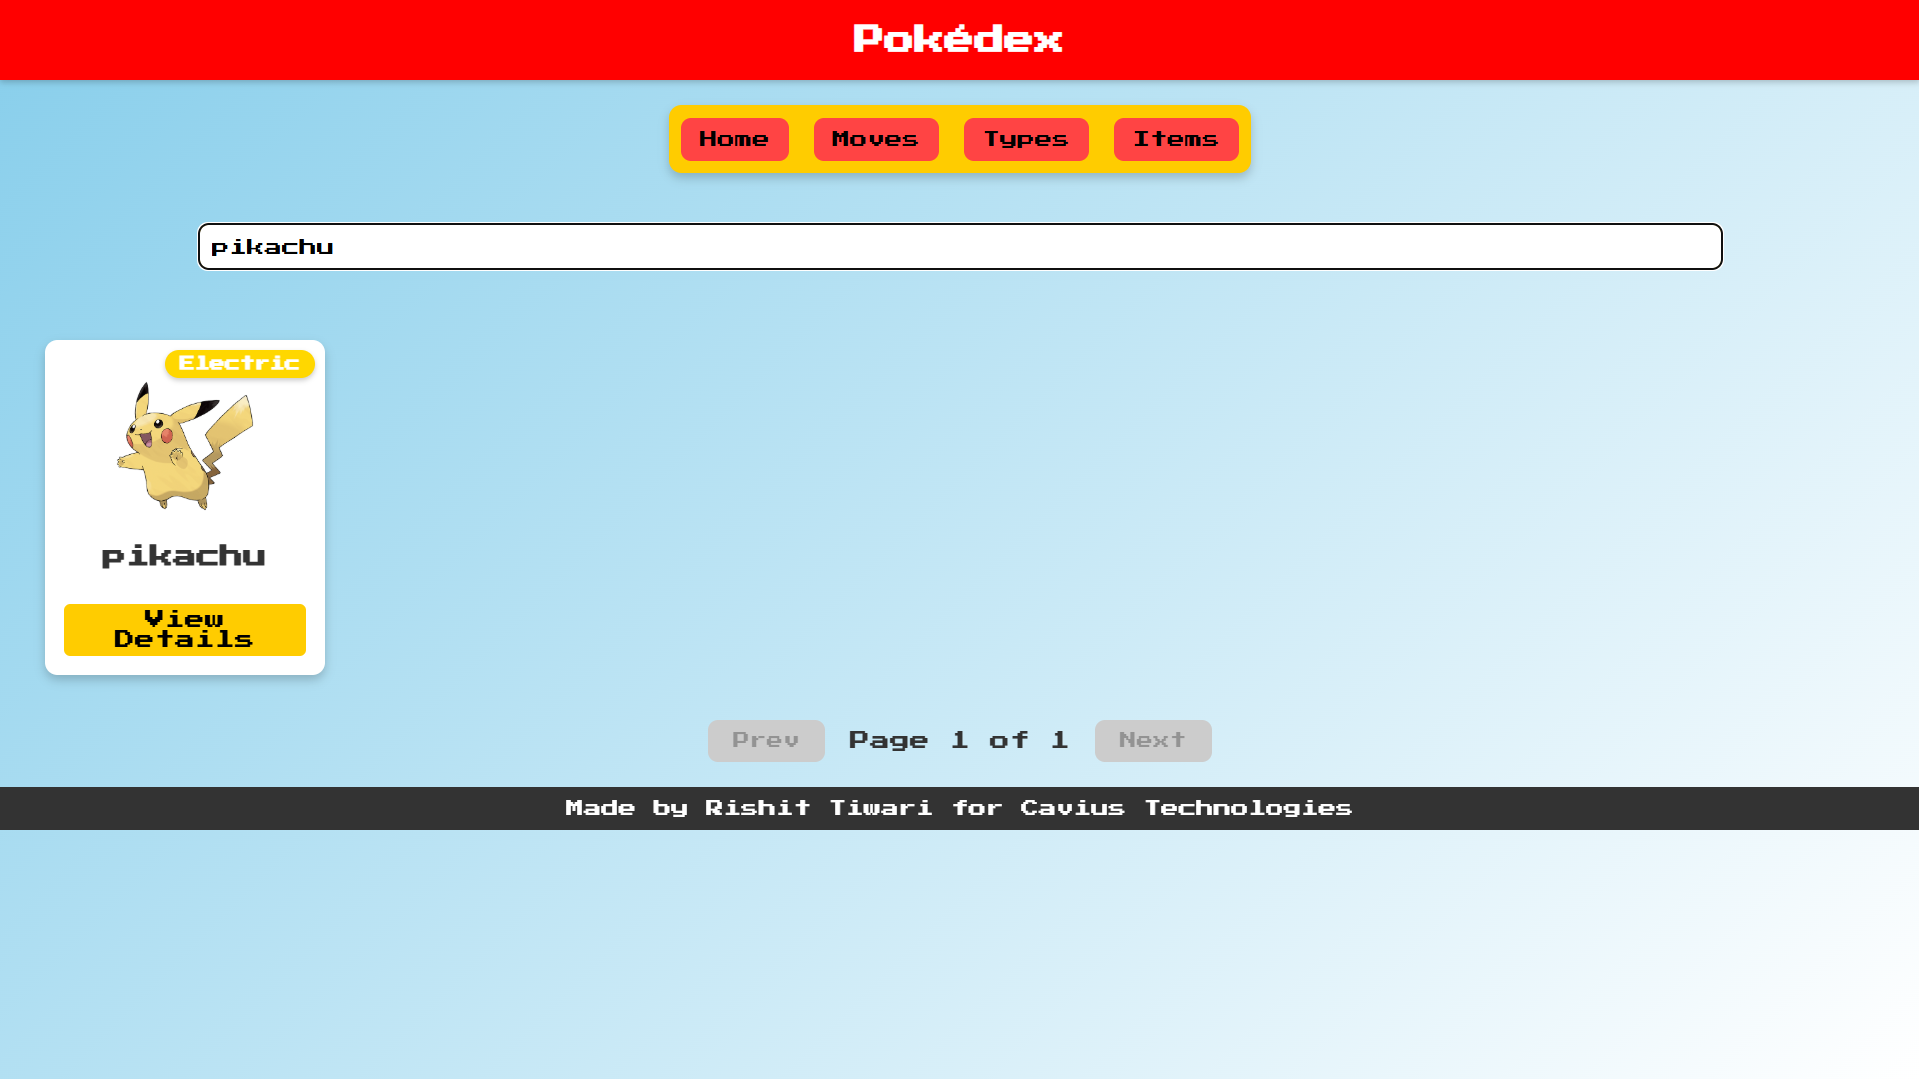 Pokédex
Home Moves Types Items
pikachu
Electric
pikachu
View
Details
Prev Page 1 of 1 Next
Made by Rishit Tiwari for Cavius Technologies